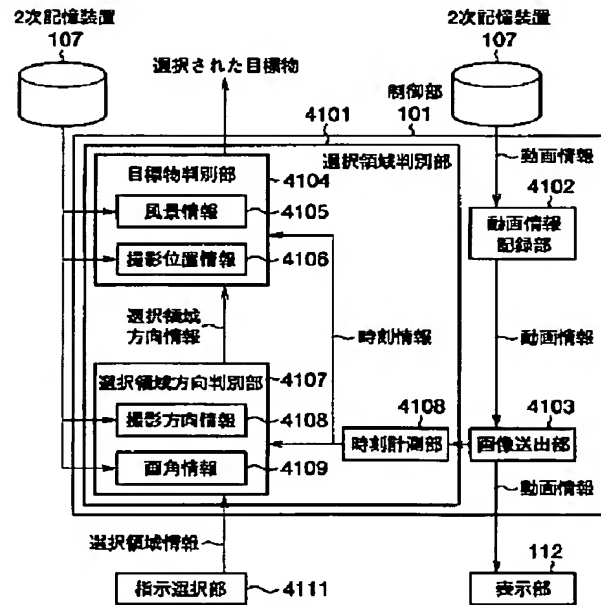 2次記憶装置
107
2次記憶装置
107
選択された目標物
制御部
101
4101
選択領域判別部
動画情報
目標物判別部
4104
4102
風景情報
4105
動画情報
記録部
撮影位置情報
4106
選択領域
方向情報
時刻情報
動画情報
選択領域方向判別部
4107
撮影方向情報
4108
4108
時刻計測部
4103
画像送出部
画角情報
4109
動画情報
選択領域情報
112
指示選択部
4111
表示部